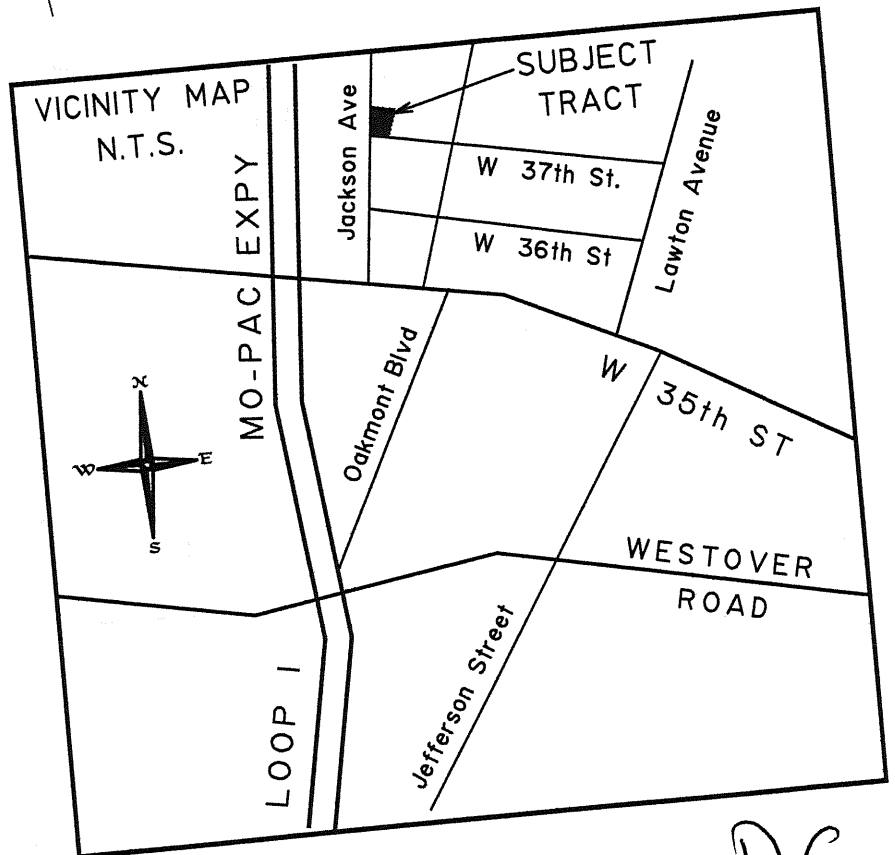 VICINITY MAP
N.T.S.
SUBJECT
TRACT
Jackson Ave
MO-PAC EXPY
W 37th St.
W 36th St
Lawton Avenue
W 35th ST
Oakmont Blvd
N
W E
S
WESTOVER
ROAD
Jefferson Street
LOOP 1